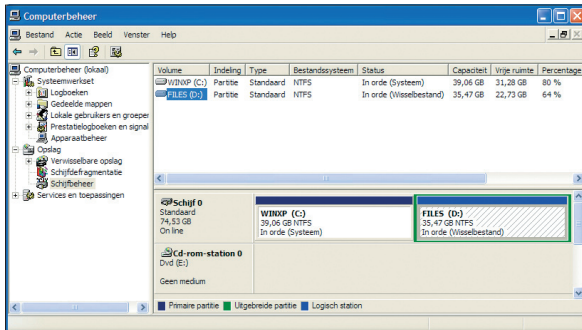 Computerbeheer
Bestand Actie Beeld Venster Help
Computerbeheer (lokaal)
Systeemwerkset
Logboeken
Gedeelde mappen
Lokale gebruikers en groepen
Prestatielogboeken en signal
Apparaatbeheer
Opslag
Verwisselbare opslag
Schijfdefragmentatie
Schijfbeheer
Services en toepassingen
Volume Indeling Type Bestandssysteem Status Capaciteit Vrije ruimte Percentage
WINXP (C:) Partitie Standaard NTFS In orde (Systeem) 39,06 GB 31,28 GB 80 %
FILES (D:) Partitie Standaard NTFS In orde (Wisselbestand) 35,47 GB 22,73 GB 64 %
Schijf 0
Standaard
74,53 GB
On line
WINXP (C:)
39,06 GB NTFS
In orde (Systeem)
FILES (D:)
35,47 GB NTFS
In orde (Wisselbestand)
Cd-rom-station 0
Dvd (E:)
Geen medium
Primaire partitie Uitgebreide partitie Logisch station